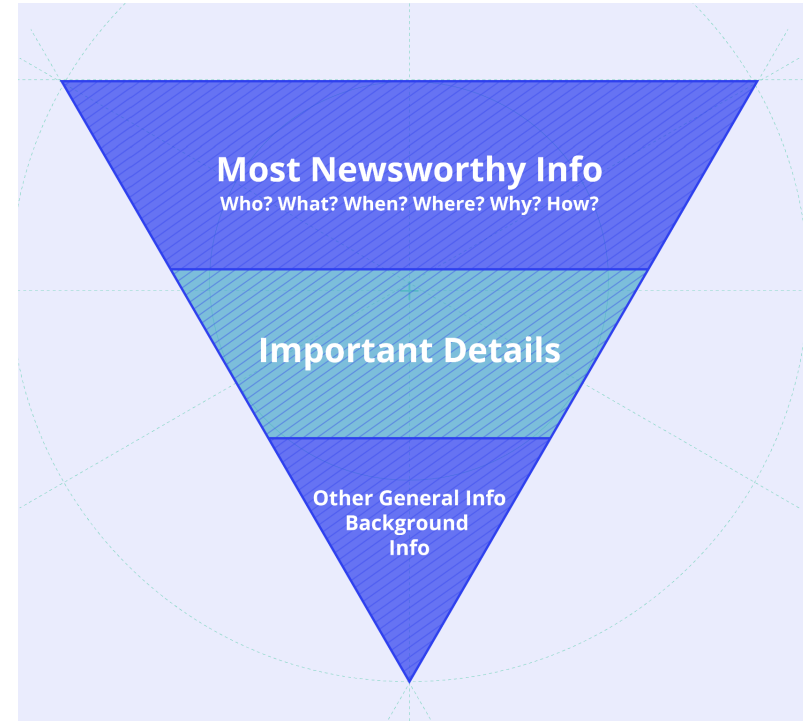 Most Newsworthy Info
Who? What? When? Where? Why? How?
Important Details
Other General Info
Background
Info